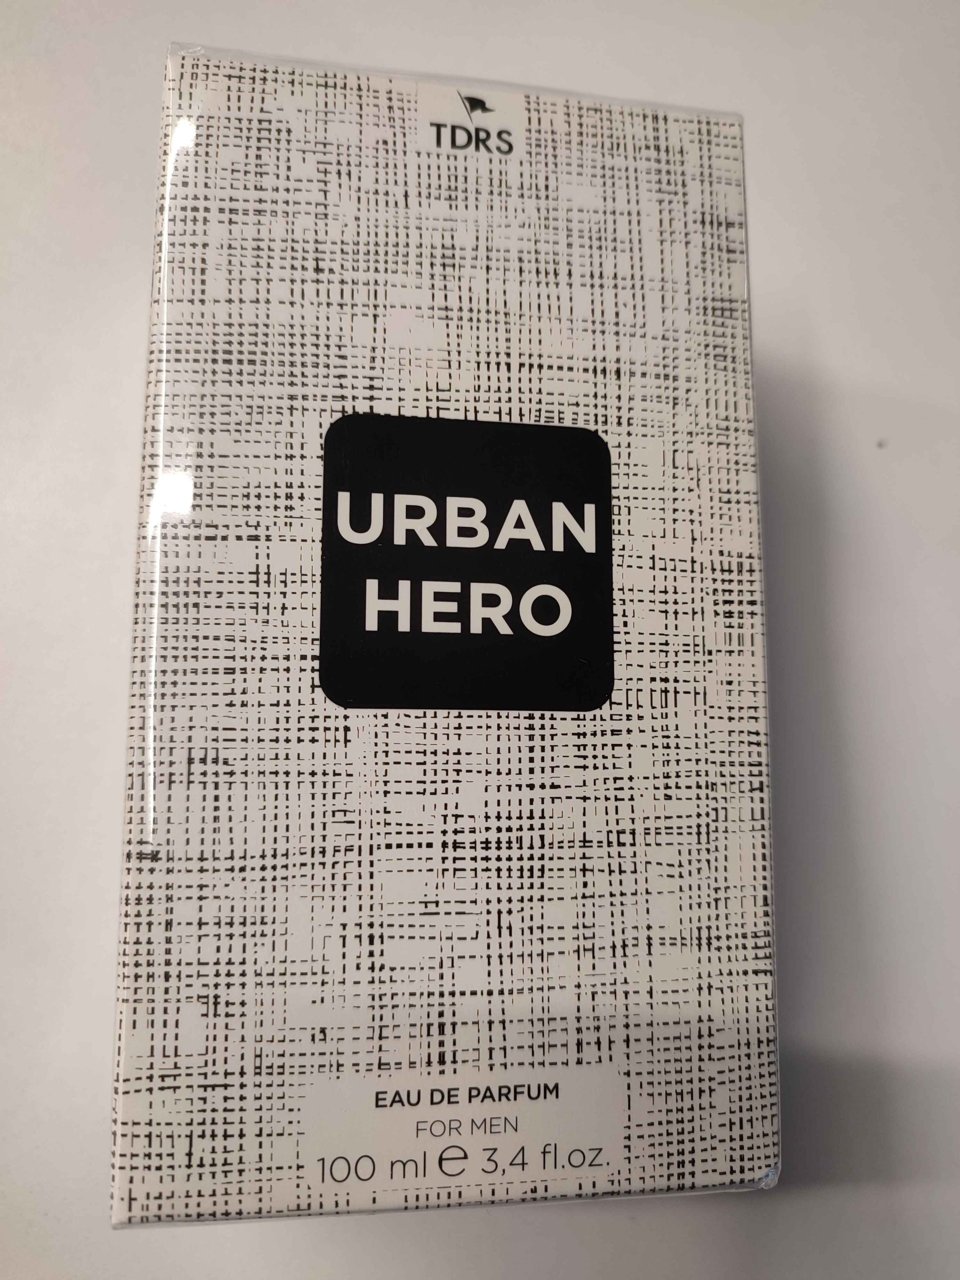 TDRS
URBAN
HERO
EAU DE PARFUM
FOR MEN
100 ml ℮ 3,4 fl.oz.